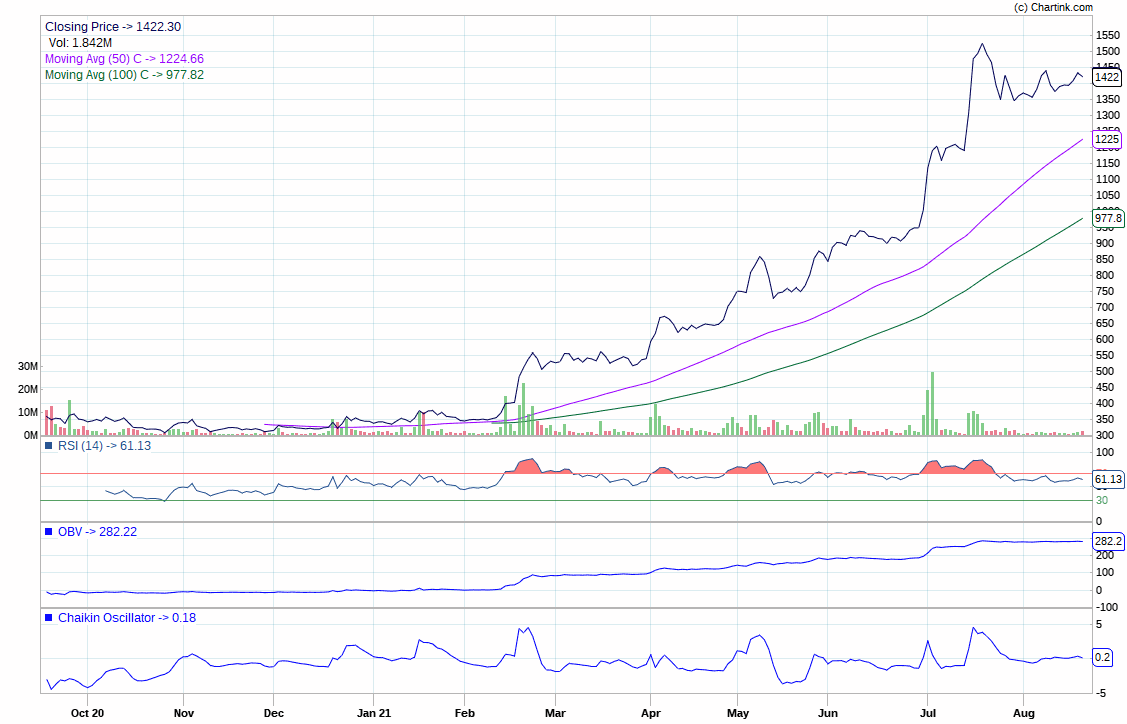 (c) Chartink.com
Closing Price -> 1422.30
Vol: 1.842M
Moving Avg (50) C -> 1224.66
Moving Avg (100) C -> 977.82
1550
1500
1450
1422
1350
1300
1250
1225
1150
1100
1050
977.8
950
900
850
800
750
700
650
600
550
500
450
400
350
300
30M
20M
10M
0M
RSI (14) -> 61.13
100
61.13
30
0
OBV -> 282.22
282.2
200
100
0
-100
Chaikin Oscillator -> 0.18
5
0.2
-5
Oct 20 Nov Dec Jan 21 Feb Mar Apr May Jun Jul Aug